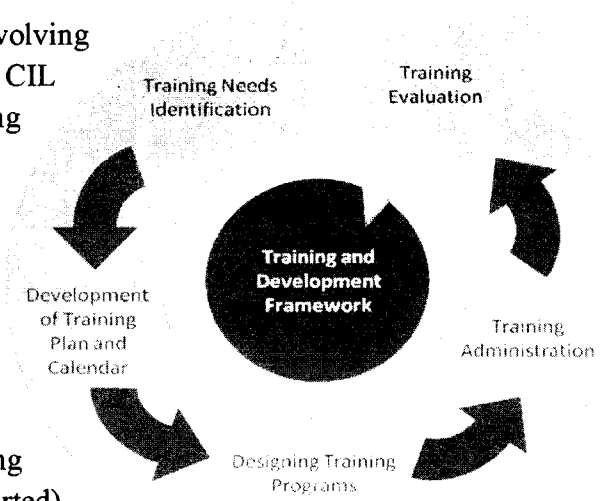 volving
CIL
ng
Training Needs
Identification
Training
Evaluation
Training and
Development
Framework
Development
of Training
Plan and
Calendar
Training
Administration
Designing Training
Programs
ng
rted)